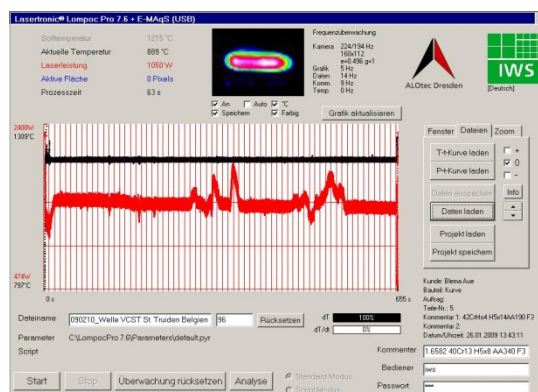 Lasertronic® Lompoc Pro 7.6 + E-MAqS (USB)
Solltemperatur 1215 °C
Aktuelle Temperatur 889 °C
Laserleistung 1050 W
Aktive Fläche 0 Pixels
Prozesszeit 63 s
An Auto °C
Speichern Farbig
Frequenzüberwachung
Kamera 224/194 Hz
160x112
e=0.496 g=1
Grafik 5 Hz
Daten 14 Hz
Komm. 9 Hz
Temp. 0 Hz
Grafik aktualisieren
ALOtec Dresden
IWS
[Deutsch]
2400W
1309°C
474W
797°C
0 s
655 s
Fenster Dateien Zoom
T-t-Kurve laden
P-t-Kurve laden
Daten auspacken
Daten laden
Projekt laden
Projekt speichern
+
0
-
Info
Kunde: Blema Aue
Bauteil: Kurve
Auftrag:
Teile-Nr.: 5
Kommentar 1: 42CrMo4 H5x14AA190 F3
Kommentar 2:
Datum/Uhrzeit: 26.01.2009 13:43:11
Dateiname 090210_Welle VCST St. Truiden Belgien 96 Rücksetzen
dT 100%
dT/dt 0%
Parameter C:\LompocPro 7.6\Parameters\default.pyr
Script
Kommentar 1.6582 40Cr13 H5x8 AA340 F3
Bediener iws
Passwort
Start Stop Überwachung rücksetzen Analyse
Standard Modus
Script Modus